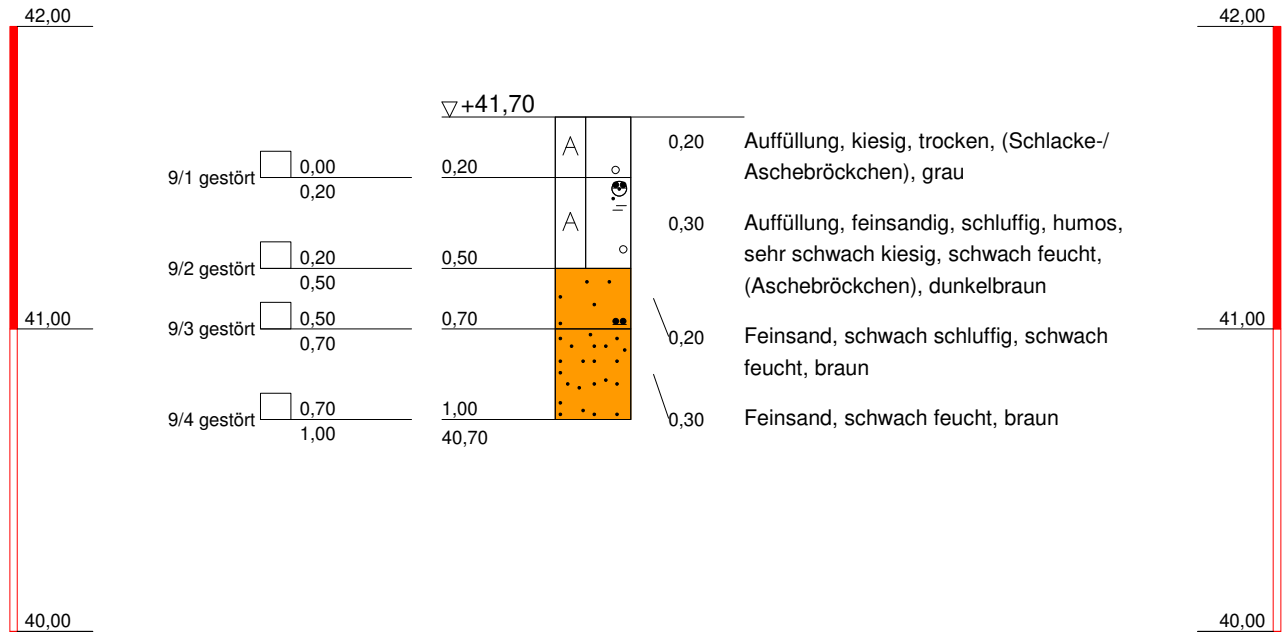 42,00
42,00
+41,70
0,20
Auffüllung, kiesig, trocken, (Schlacke-/
Aschebröckchen), grau
A
9/1 gestört
0,00
0,20
0,20
A
0,30
Auffüllung, feinsandig, schluffig, humos,
sehr schwach kiesig, schwach feucht,
(Aschebröckchen), dunkelbraun
9/2 gestört
0,20
0,50
0,50
41,00
9/3 gestört
0,50
0,70
0,70
0,20
Feinsand, schwach schluffig, schwach
feucht, braun
41,00
9/4 gestört
0,70
1,00
1,00
40,70
0,30
Feinsand, schwach feucht, braun
40,00
40,00